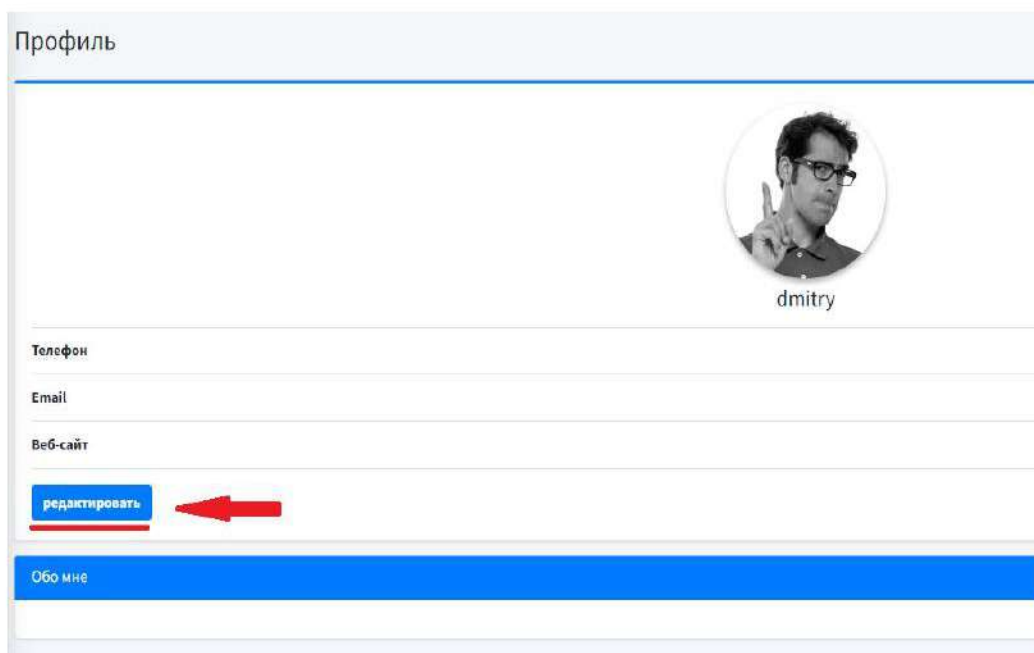 Профиль
dmitry
Телефон
Email
Веб-сайт
редактировать
Обо мне